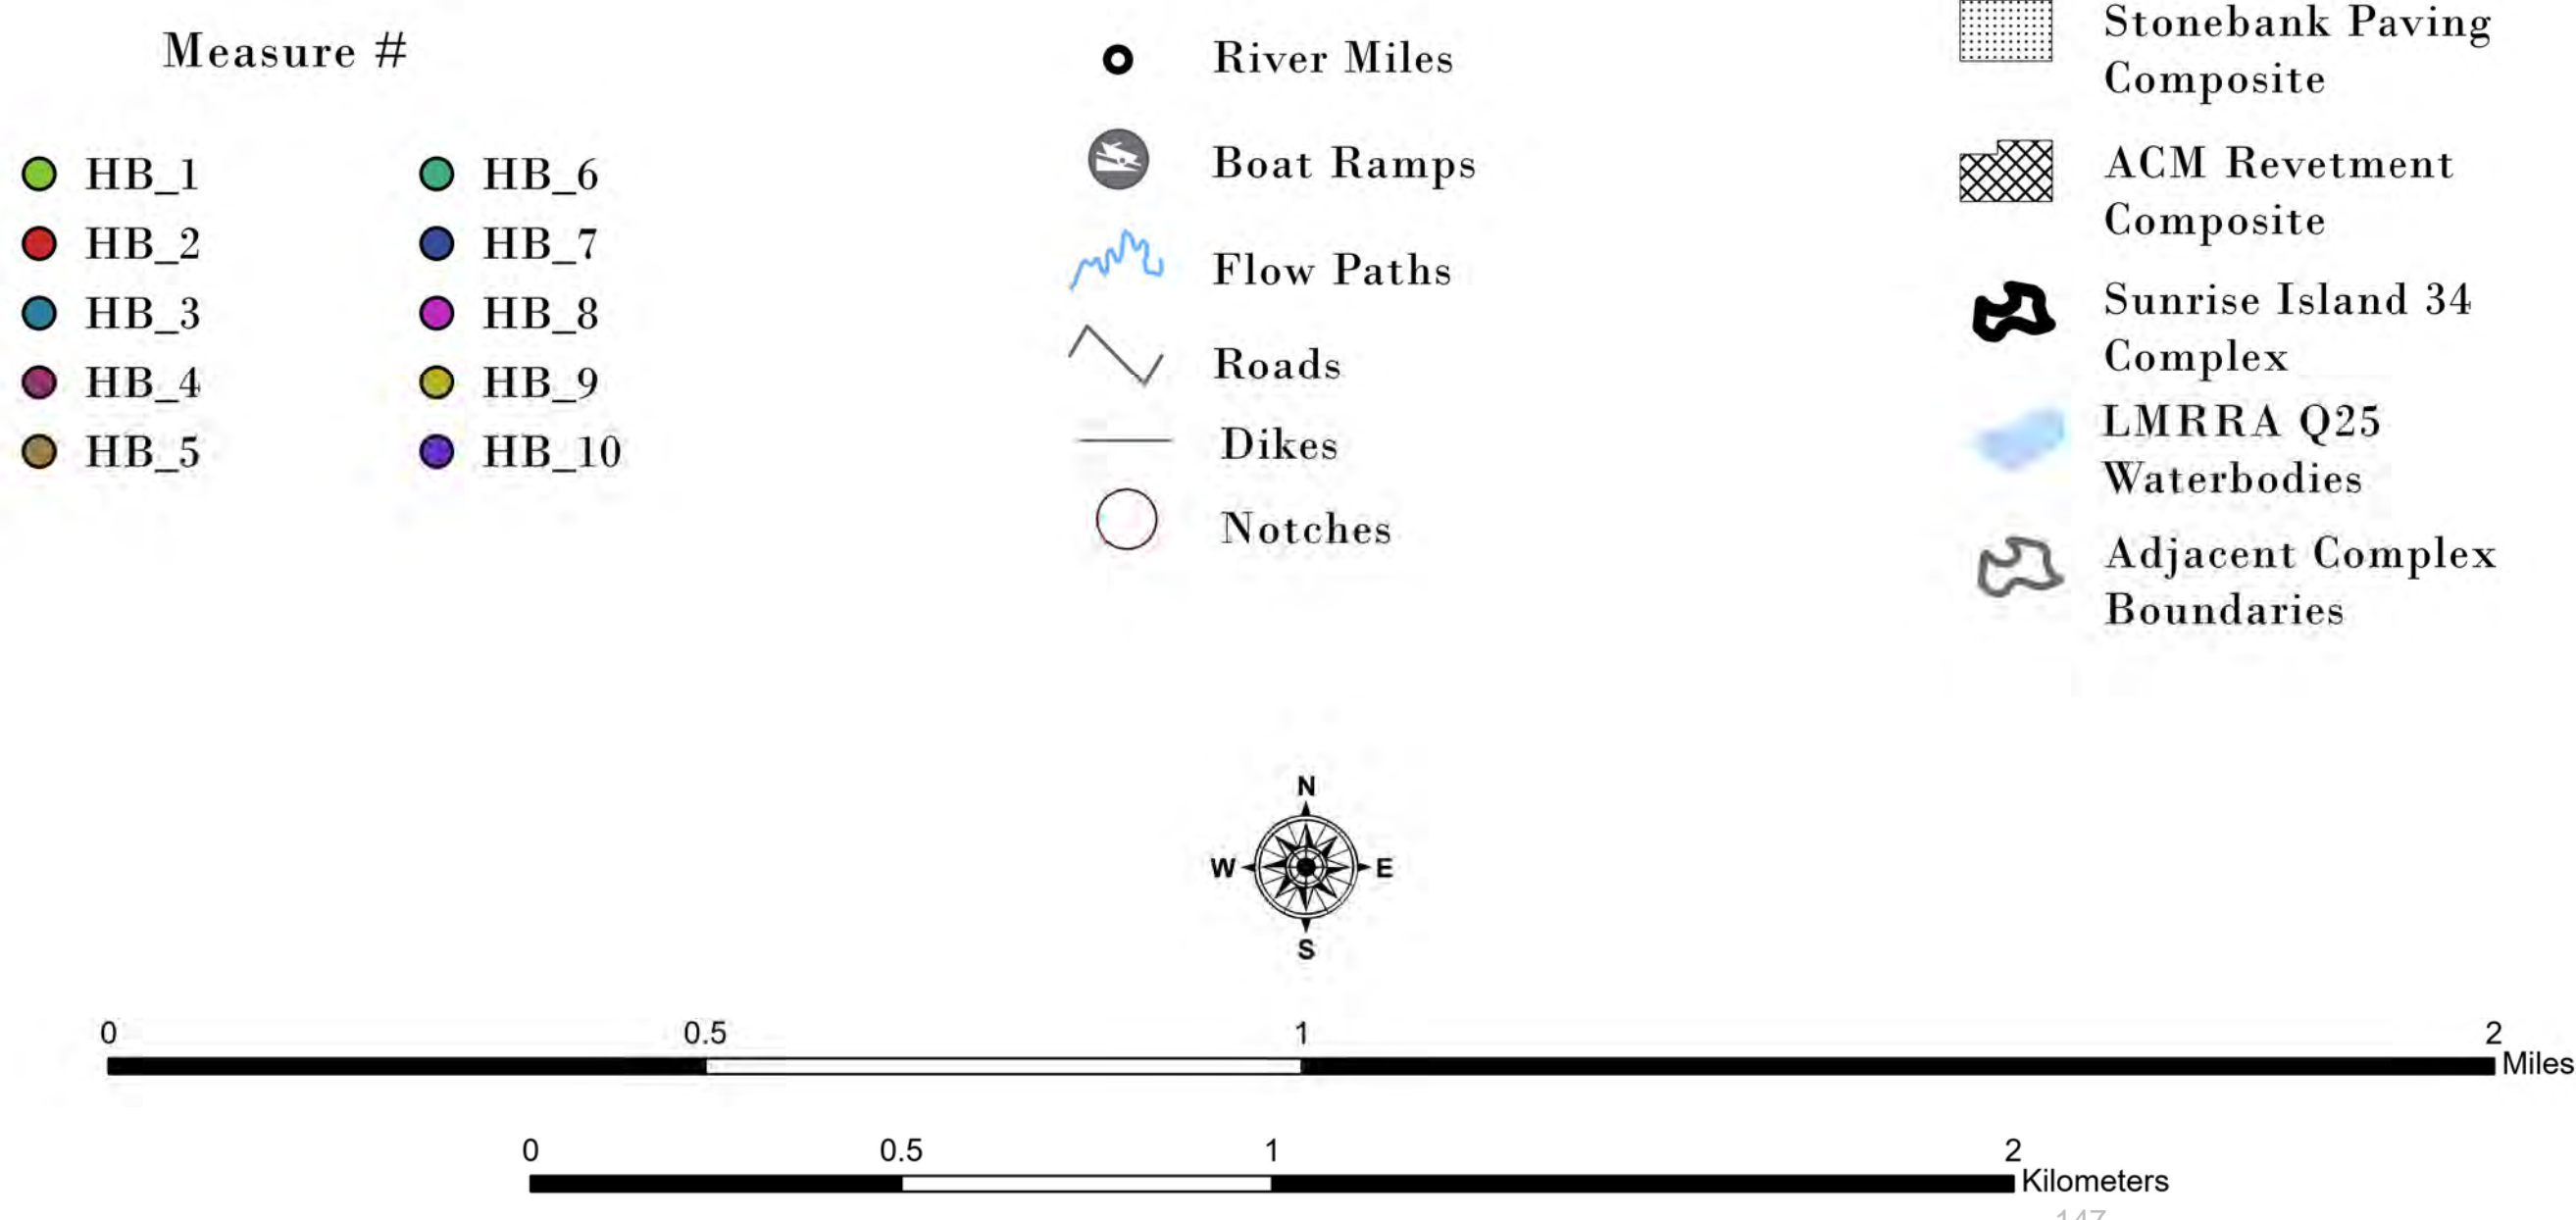 Measure #
HB_1
HB_2
HB_3
HB_4
HB_5
HB_6
HB_7
HB_8
HB_9
HB_10
River Miles
Boat Ramps
Flow Paths
Roads
Dikes
Notches
Stonebank Paving
Composite
ACM Revetment
Composite
Sunrise Island 34
Complex
LMRRA Q25
Waterbodies
Adjacent Complex
Boundaries
N
W E
S
0 0.5 1 2
Miles
0 0.5 1 2
Kilometers
147